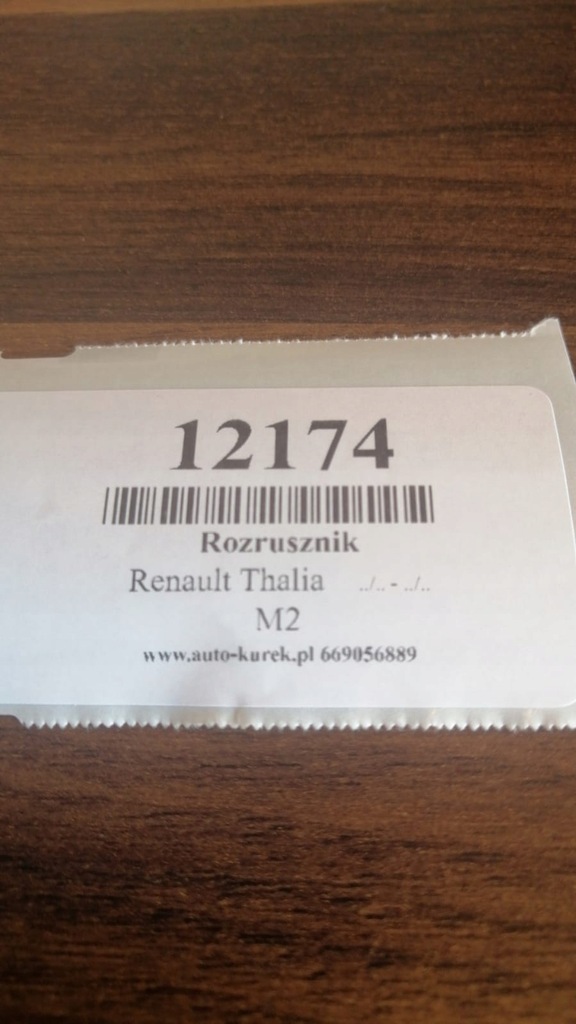 12174
Rozrusznik
Renault Thalia ../.. - ../..
M2
www.auto-kurek.pl 669056889